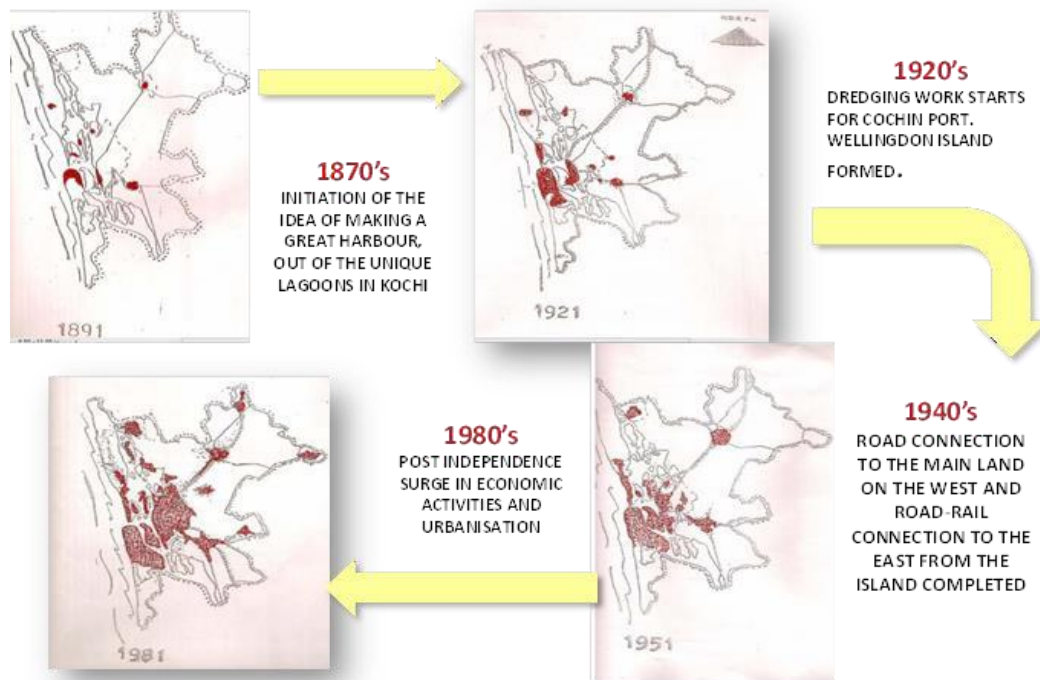 1891
1870's
INITIATION OF THE
IDEA OF MAKING A
GREAT HARBOUR,
OUT OF THE UNIQUE
LAGOONS IN KOCHI
1921
1920's
DREDGING WORK STARTS
FOR COCHIN PORT.
WELLINGDON ISLAND
FORMED.
1940's
ROAD CONNECTION
TO THE MAIN LAND
ON THE WEST AND
ROAD-RAIL
CONNECTION TO THE
EAST FROM THE
ISLAND COMPLETED
1951
1980's
POST INDEPENDENCE
SURGE IN ECONOMIC
ACTIVITIES AND
URBANISATION
1981